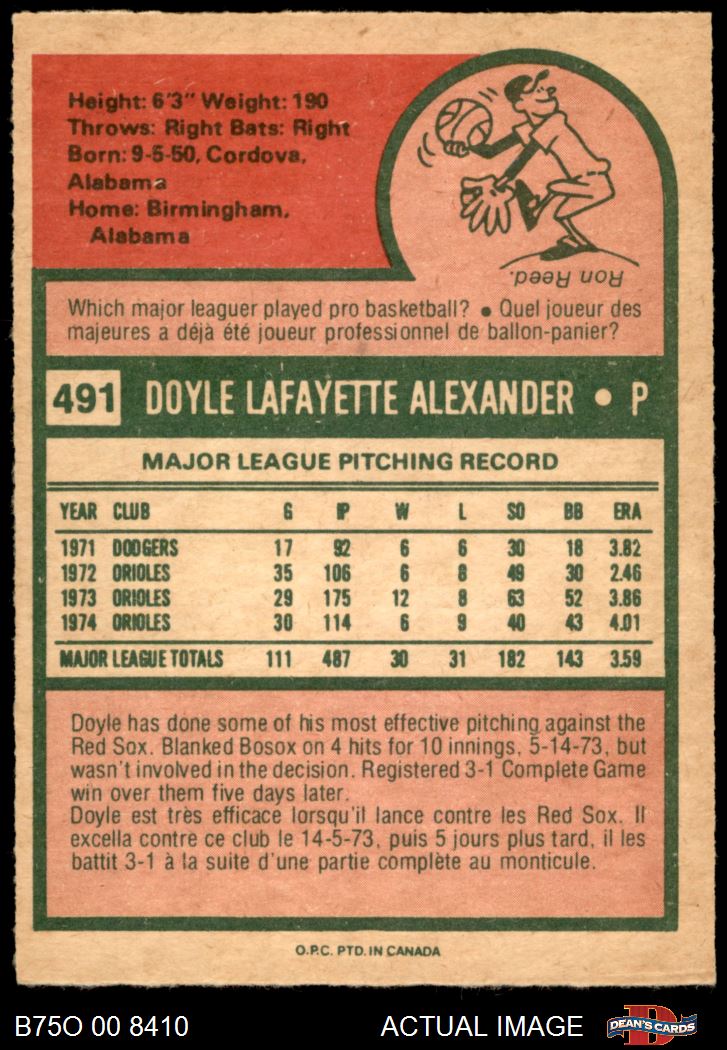 Height: 6'3" Weight: 190
Throws: Right Bats: Right
Born: 9-5-50, Cordova,
Alabama
Home: Birmingham,
Alabama
Ron Reed.
Which major leaguer played pro basketball? • Quel joueur des
majeures a déjà été joueur professionnel de ballon-panier?
491 DOYLE LAFAYETTE ALEXANDER • P
MAJOR LEAGUE PITCHING RECORD
YEAR CLUB G IP W L SO BB ERA
1971 DODGERS 17 92 6 6 30 18 3.82
1972 ORIOLES 35 106 6 8 49 30 2.46
1973 ORIOLES 29 175 12 8 63 52 3.86
1974 ORIOLES 30 114 6 9 40 43 4.01
MAJOR LEAGUE TOTALS 111 487 30 31 182 143 3.59
Doyle has done some of his most effective pitching against the
Red Sox. Blanked Bosox on 4 hits for 10 innings, 5-14-73, but
wasn't involved in the decision. Registered 3-1 Complete Game
win over them five days later.
Doyle est très efficace lorsqu'il lance contre les Red Sox. Il
excella contre ce club le 14-5-73, puis 5 jours plus tard, il les
battit 3-1 à la suite d'une partie complète au monticule.
O.P.C. PTD. IN CANADA
B75O 00 8410 ACTUAL IMAGE D DEAN'S CARDS